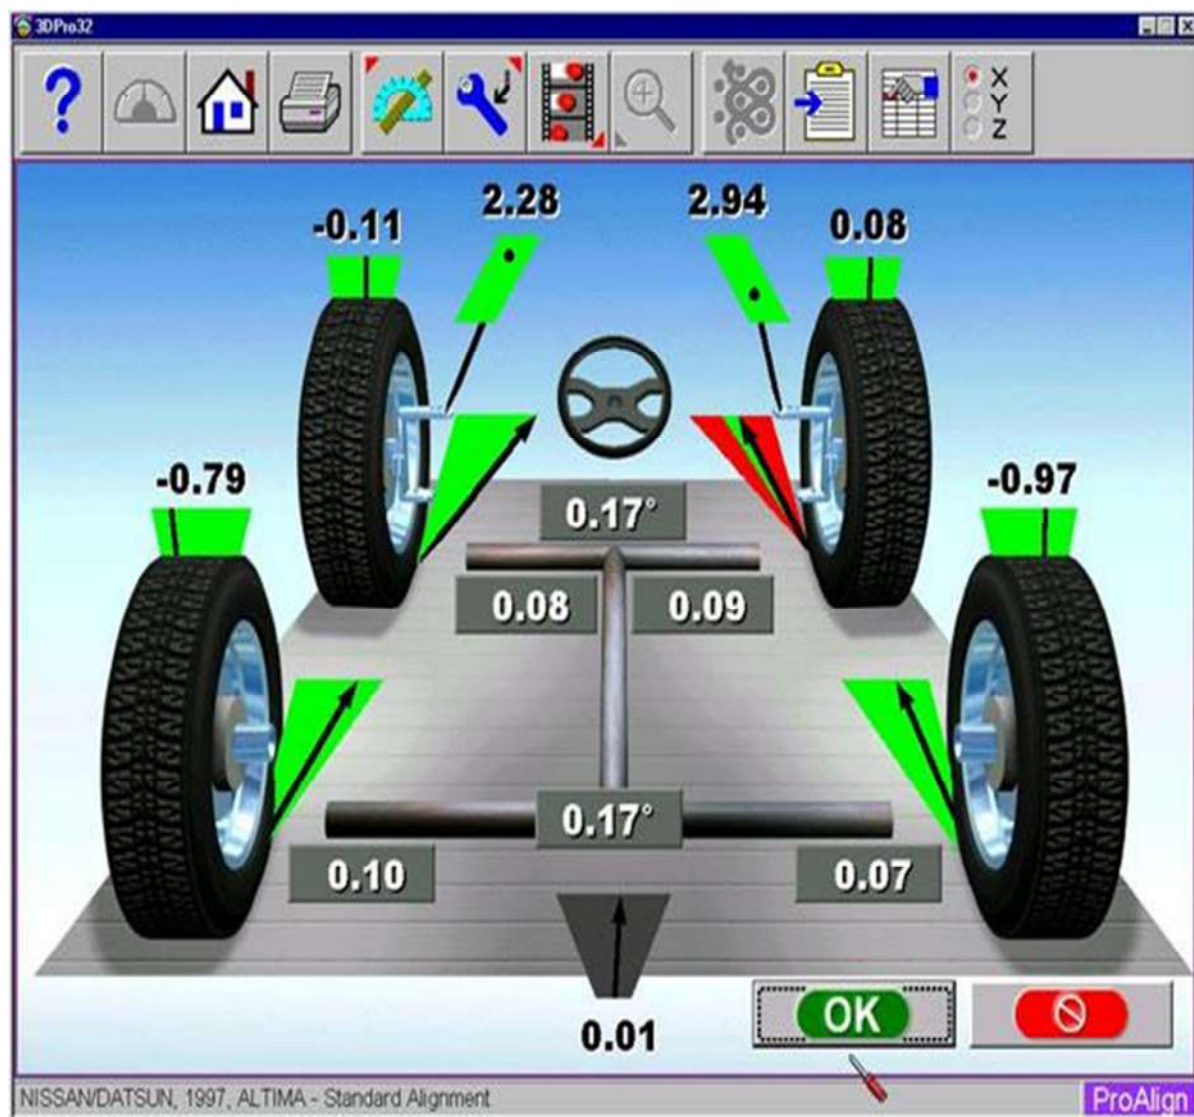 3DPro32
?
X
Y
Z
2.28 2.94
-0.11 0.08
-0.79 -0.97
0.17°
0.08 0.09
0.17°
0.10 0.07
OK
0.01
NISSAN/DATSUN, 1997, ALTIMA - Standard Alignment
ProAlign